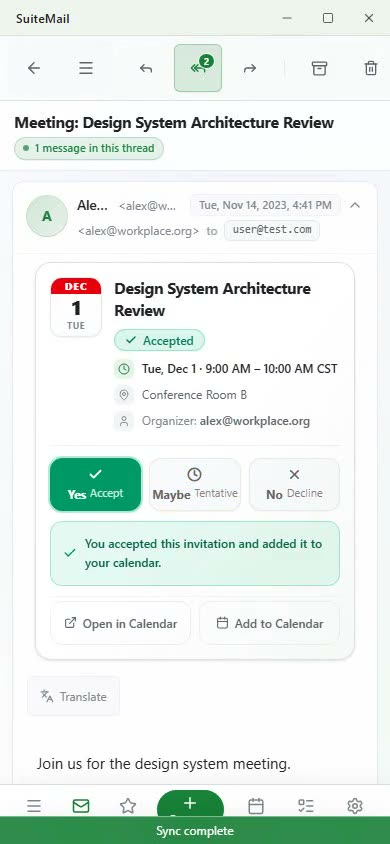 SuiteMail
2
Meeting: Design System Architecture Review
1 message in this thread
A
Ale... <alex@w... Tue, Nov 14, 2023, 4:41 PM
<alex@workplace.org> to user@test.com
DEC
1
TUE
Design System Architecture
Review
Accepted
Tue, Dec 1 · 9:00 AM – 10:00 AM CST
Conference Room B
Organizer: alex@workplace.org
Yes Accept
Maybe Tentative
No Decline
You accepted this invitation and added it to
your calendar.
Open in Calendar
Add to Calendar
Translate
Join us for the design system meeting.
Sync complete